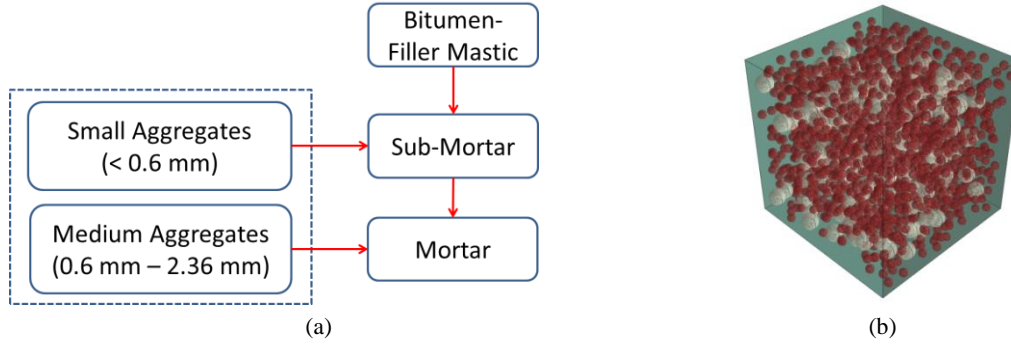 Bitumen-
Filler Mastic
Small Aggregates
(< 0.6 mm)
Sub-Mortar
Medium Aggregates
(0.6 mm – 2.36 mm)
Mortar
(a)
(b)